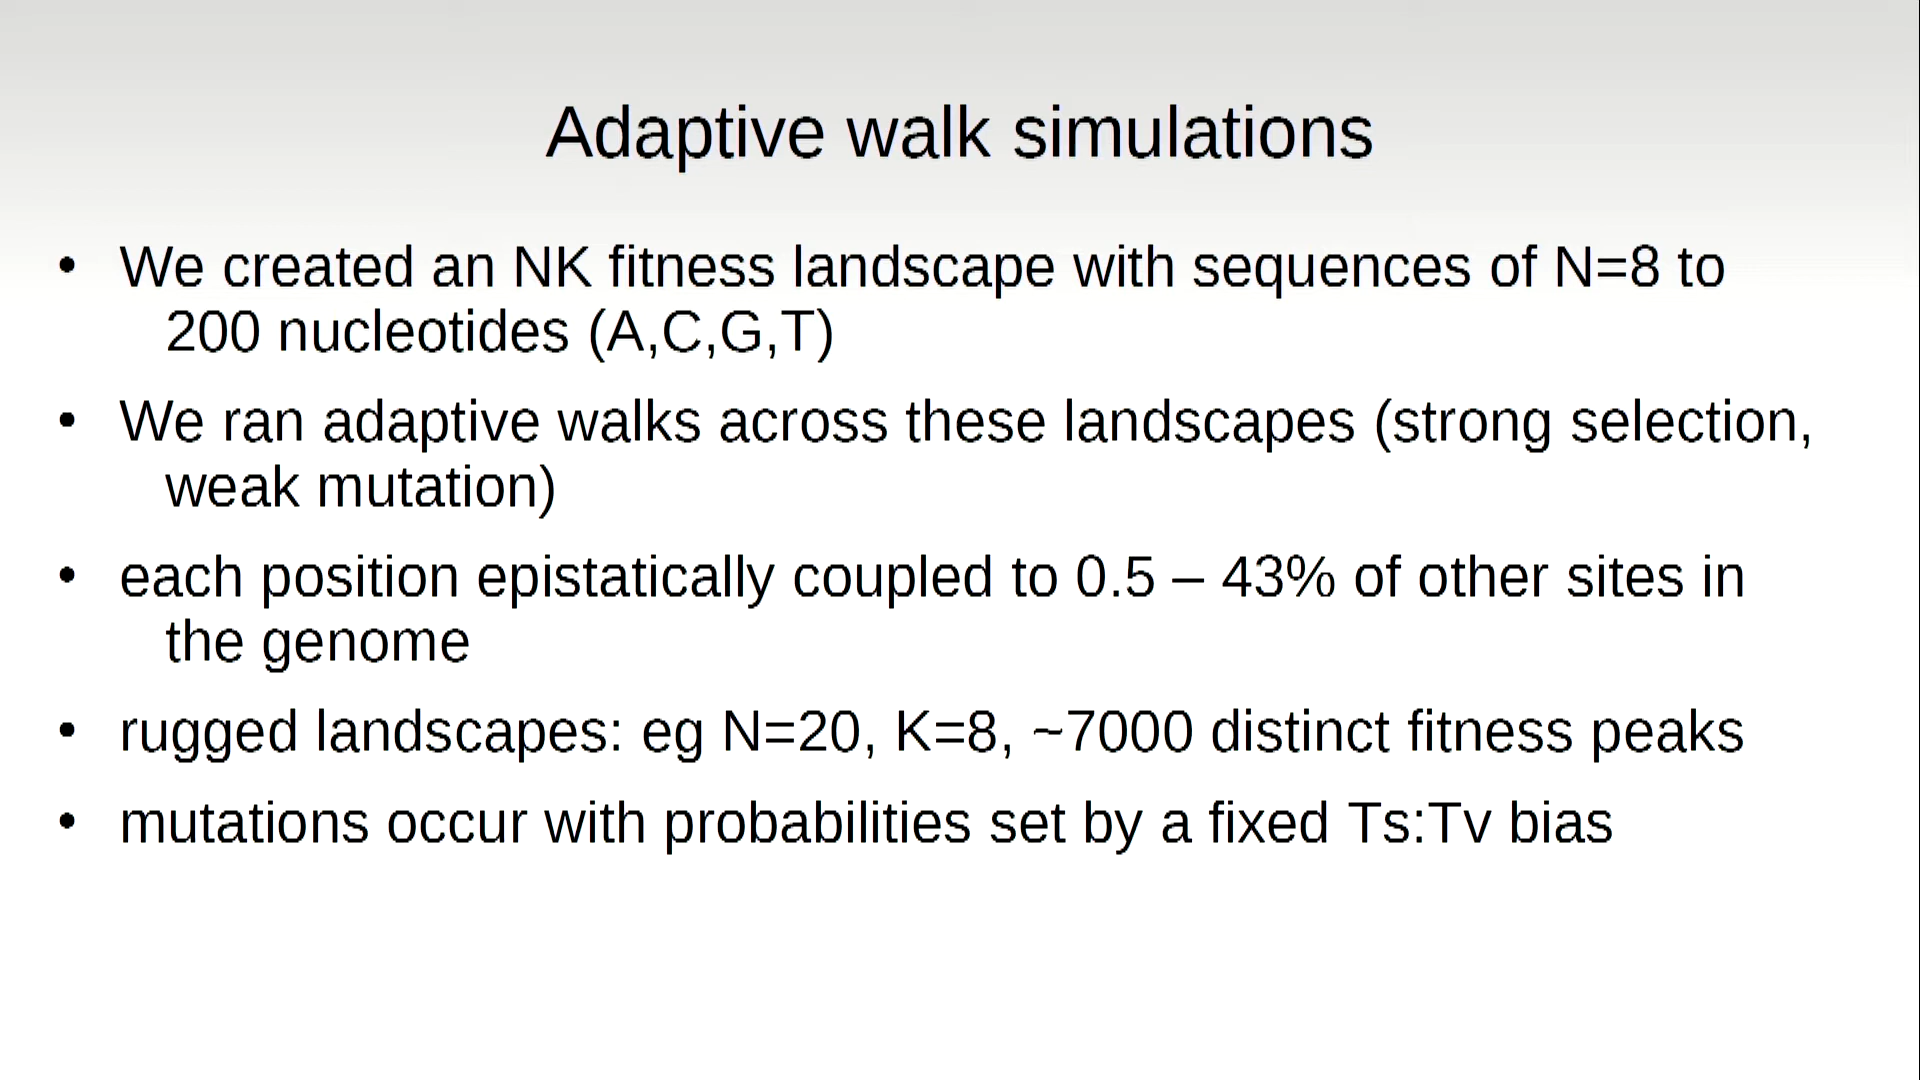 Adaptive walk simulations
• We created an NK fitness landscape with sequences of N=8 to
200 nucleotides (A,C,G,T)
• We ran adaptive walks across these landscapes (strong selection,
weak mutation)
• each position epistatically coupled to 0.5 – 43% of other sites in
the genome
• rugged landscapes: eg N=20, K=8, ~7000 distinct fitness peaks
• mutations occur with probabilities set by a fixed Ts:Tv bias